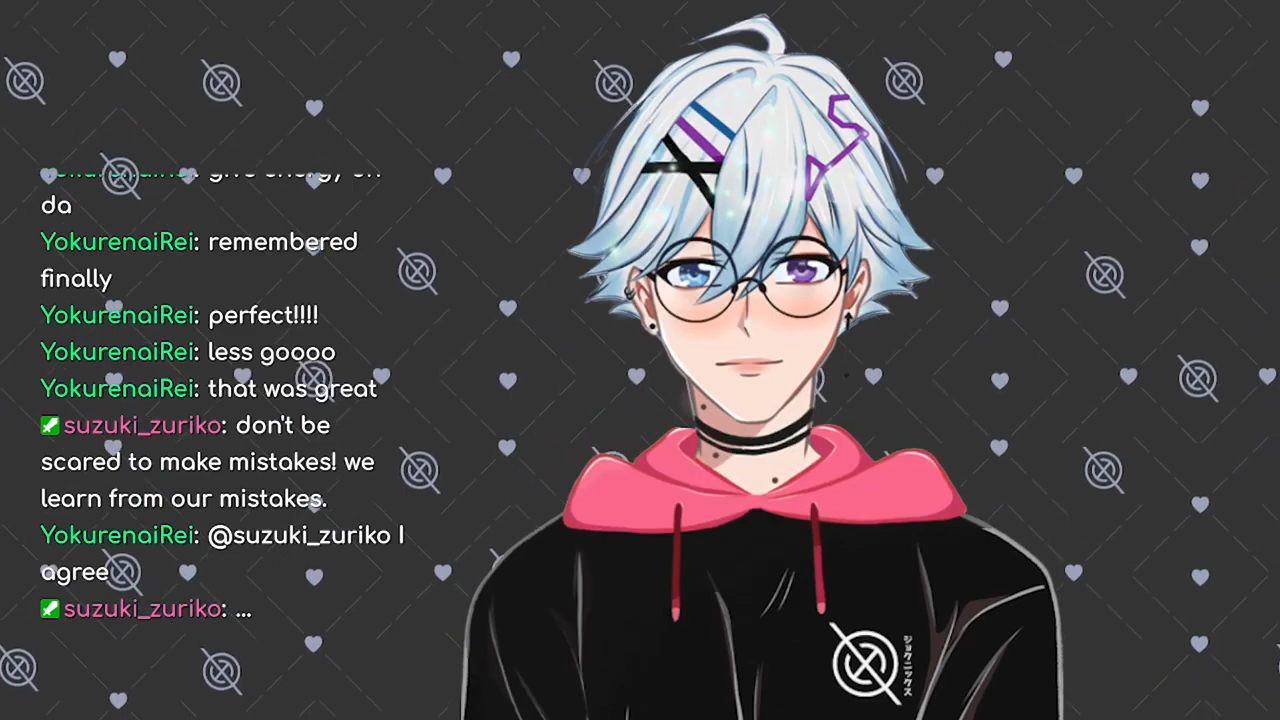 da
YokurenaiRei: remembered
finally
YokurenaiRei: perfect!!!!
YokurenaiRei: less goooo
YokurenaiRei: that was great
suzuki_zuriko: don't be
scared to make mistakes! we
learn from our mistakes.
YokurenaiRei: @suzuki_zuriko I
agree
suzuki_zuriko: ...